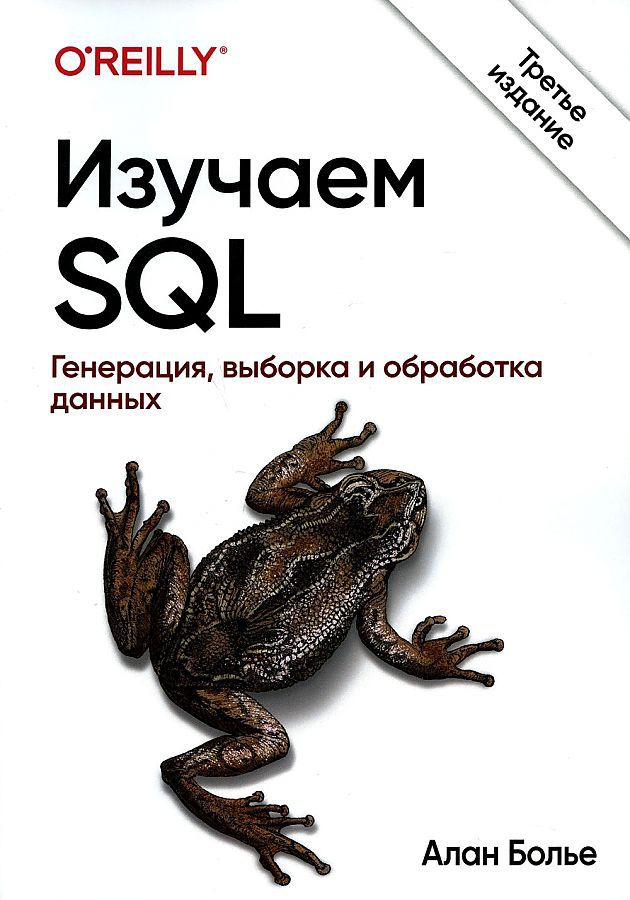 O'REILLY®
Третье
издание
Изучаем
SQL
Генерация, выборка и обработка
данных
Алан Болье